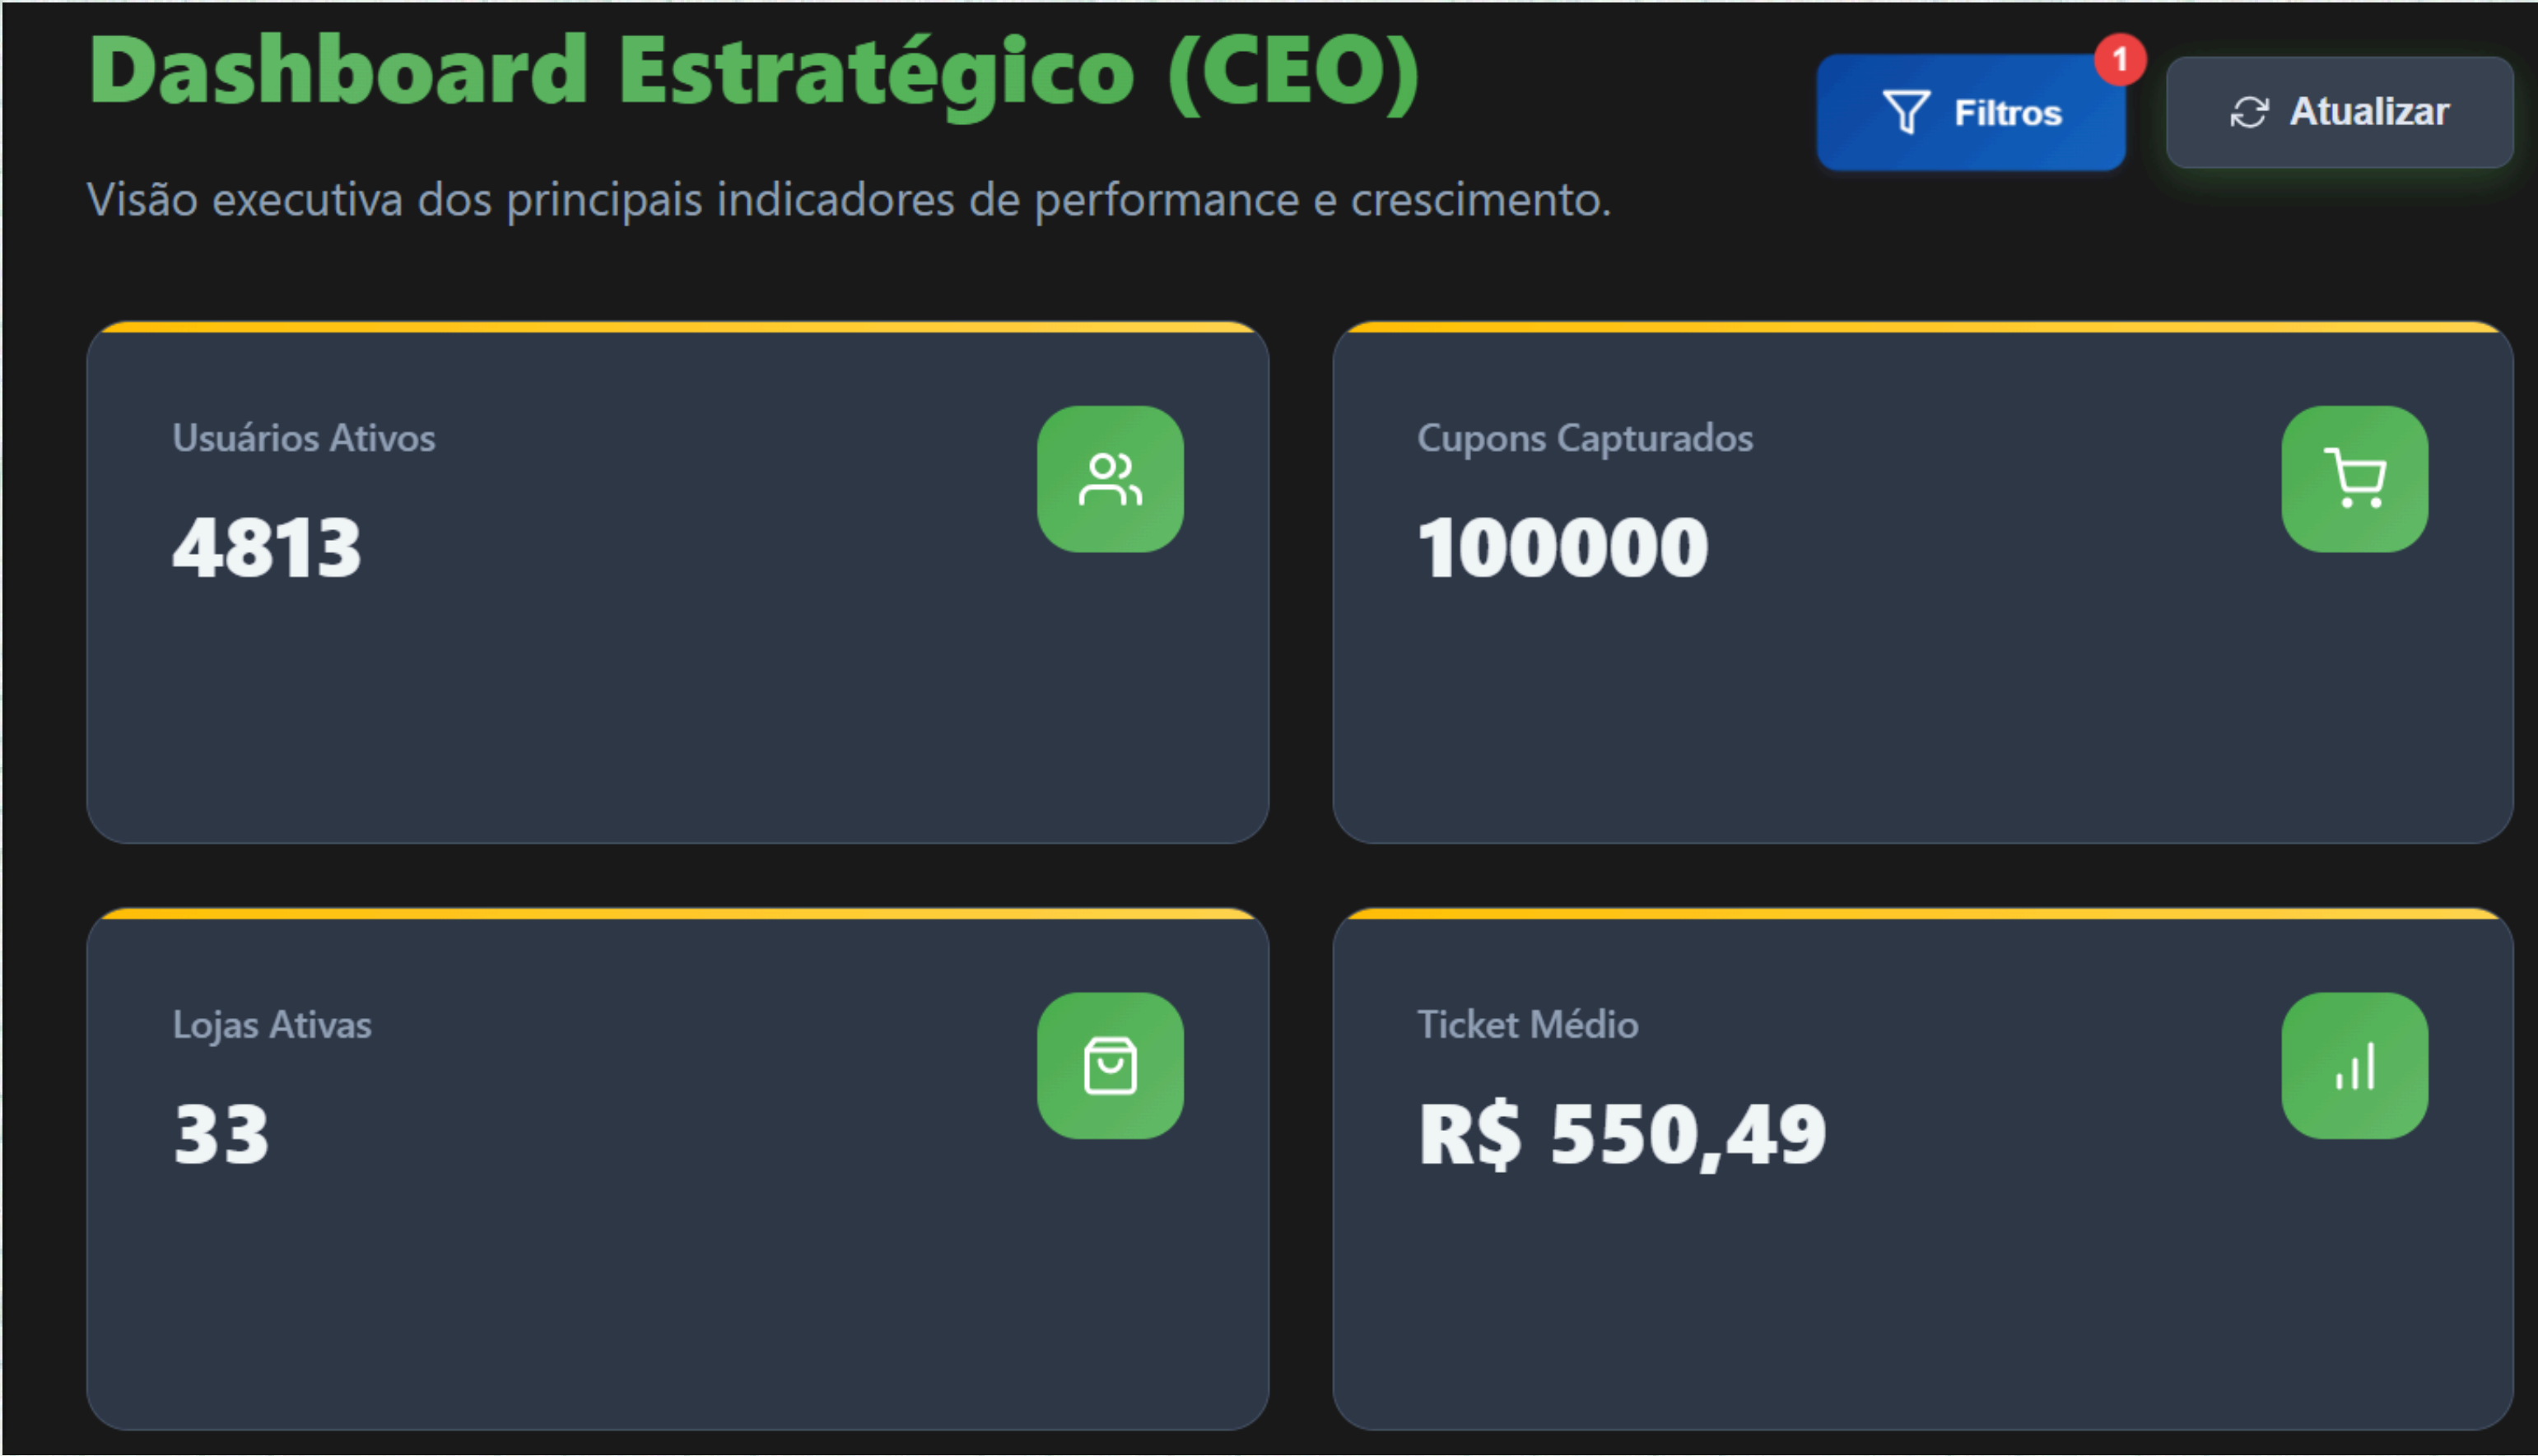 Dashboard Estratégico (CEO)
Visão executiva dos principais indicadores de performance e crescimento.
Filtros
1
Atualizar
Usuários Ativos
4813
Cupons Capturados
100000
Lojas Ativas
33
Ticket Médio
R$ 550,49